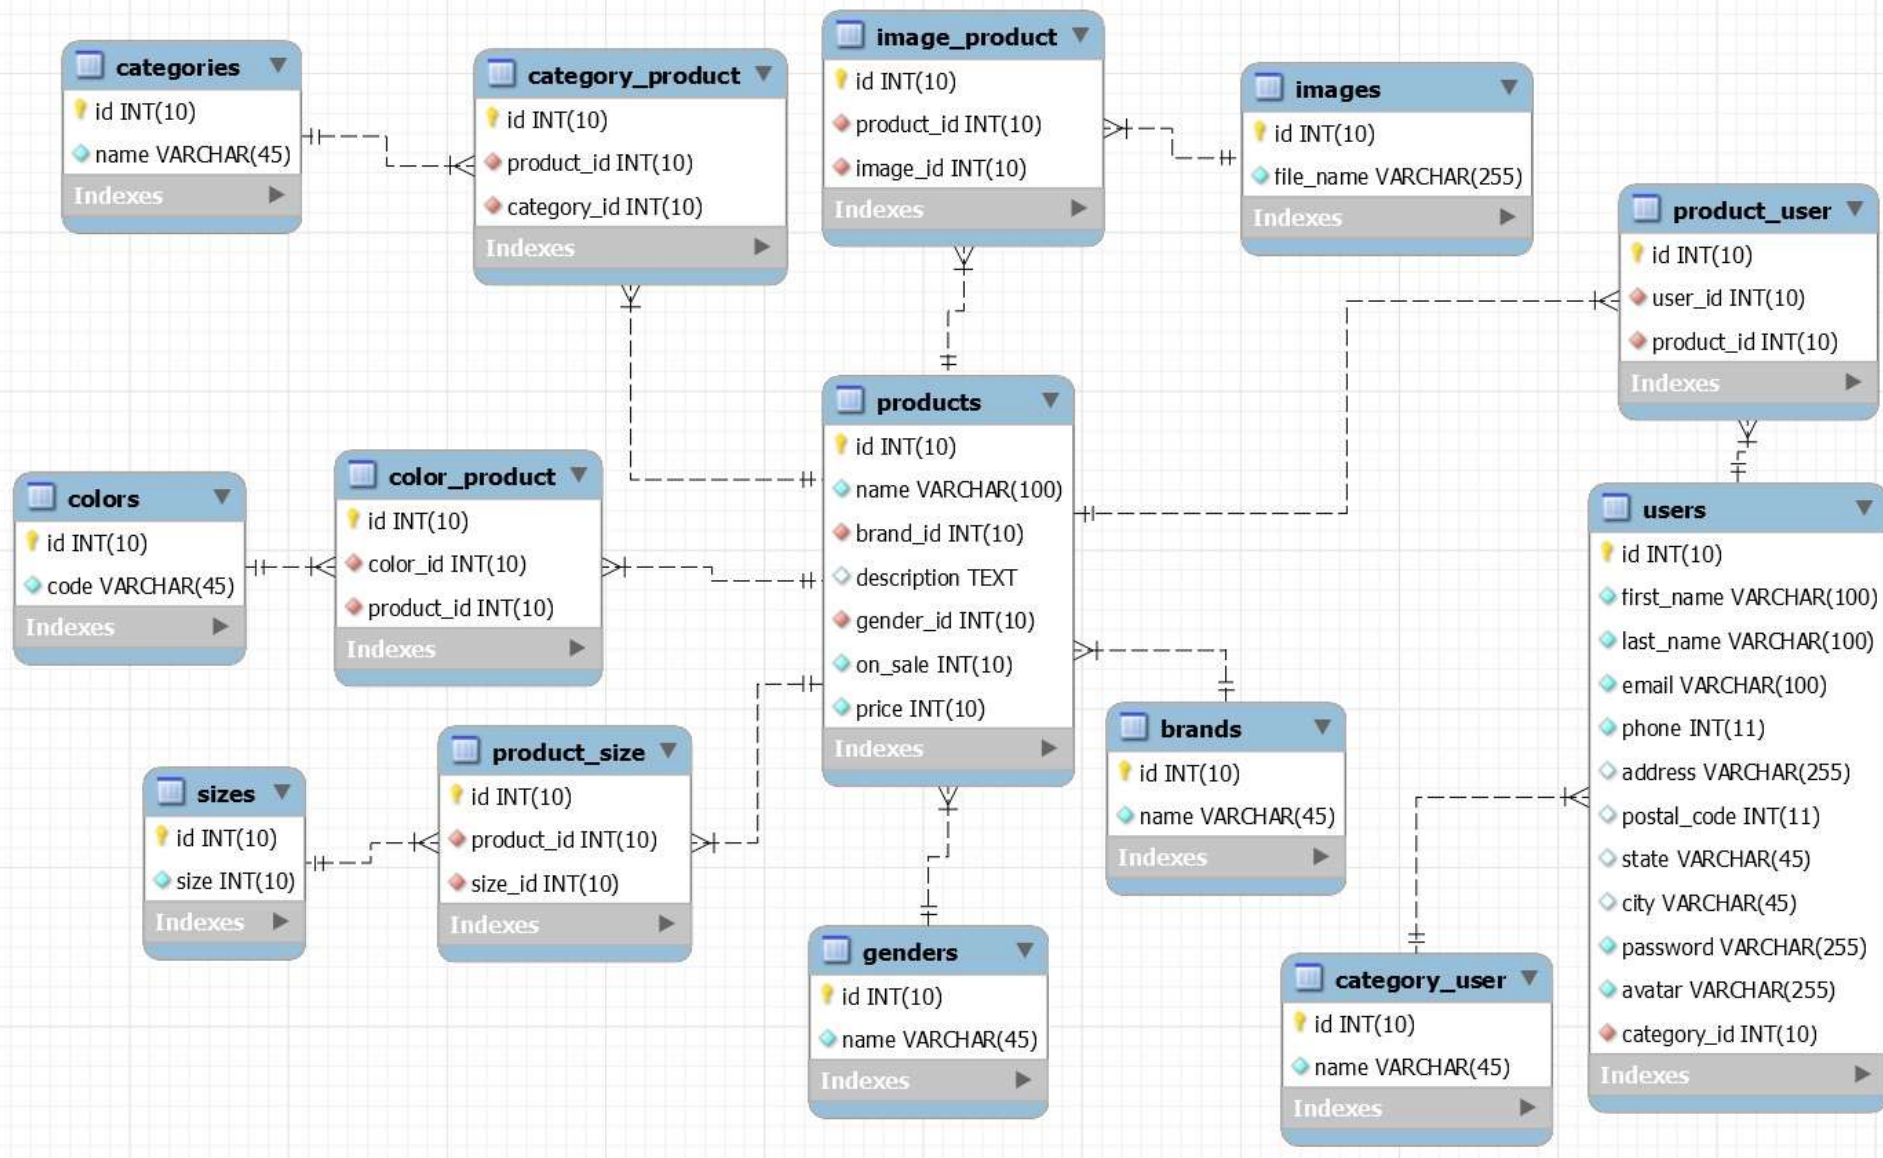 categories
id INT(10)
name VARCHAR(45)
Indexes
category_product
id INT(10)
product_id INT(10)
category_id INT(10)
Indexes
image_product
id INT(10)
product_id INT(10)
image_id INT(10)
Indexes
images
id INT(10)
file_name VARCHAR(255)
Indexes
product_user
id INT(10)
user_id INT(10)
product_id INT(10)
Indexes
colors
id INT(10)
code VARCHAR(45)
Indexes
color_product
id INT(10)
color_id INT(10)
product_id INT(10)
Indexes
products
id INT(10)
name VARCHAR(100)
brand_id INT(10)
description TEXT
gender_id INT(10)
on_sale INT(10)
price INT(10)
Indexes
users
id INT(10)
first_name VARCHAR(100)
last_name VARCHAR(100)
email VARCHAR(100)
phone INT(11)
address VARCHAR(255)
postal_code INT(11)
state VARCHAR(45)
city VARCHAR(45)
password VARCHAR(255)
avatar VARCHAR(255)
category_id INT(10)
Indexes
sizes
id INT(10)
size INT(10)
Indexes
product_size
id INT(10)
product_id INT(10)
size_id INT(10)
Indexes
brands
id INT(10)
name VARCHAR(45)
Indexes
genders
id INT(10)
name VARCHAR(45)
Indexes
category_user
id INT(10)
name VARCHAR(45)
Indexes